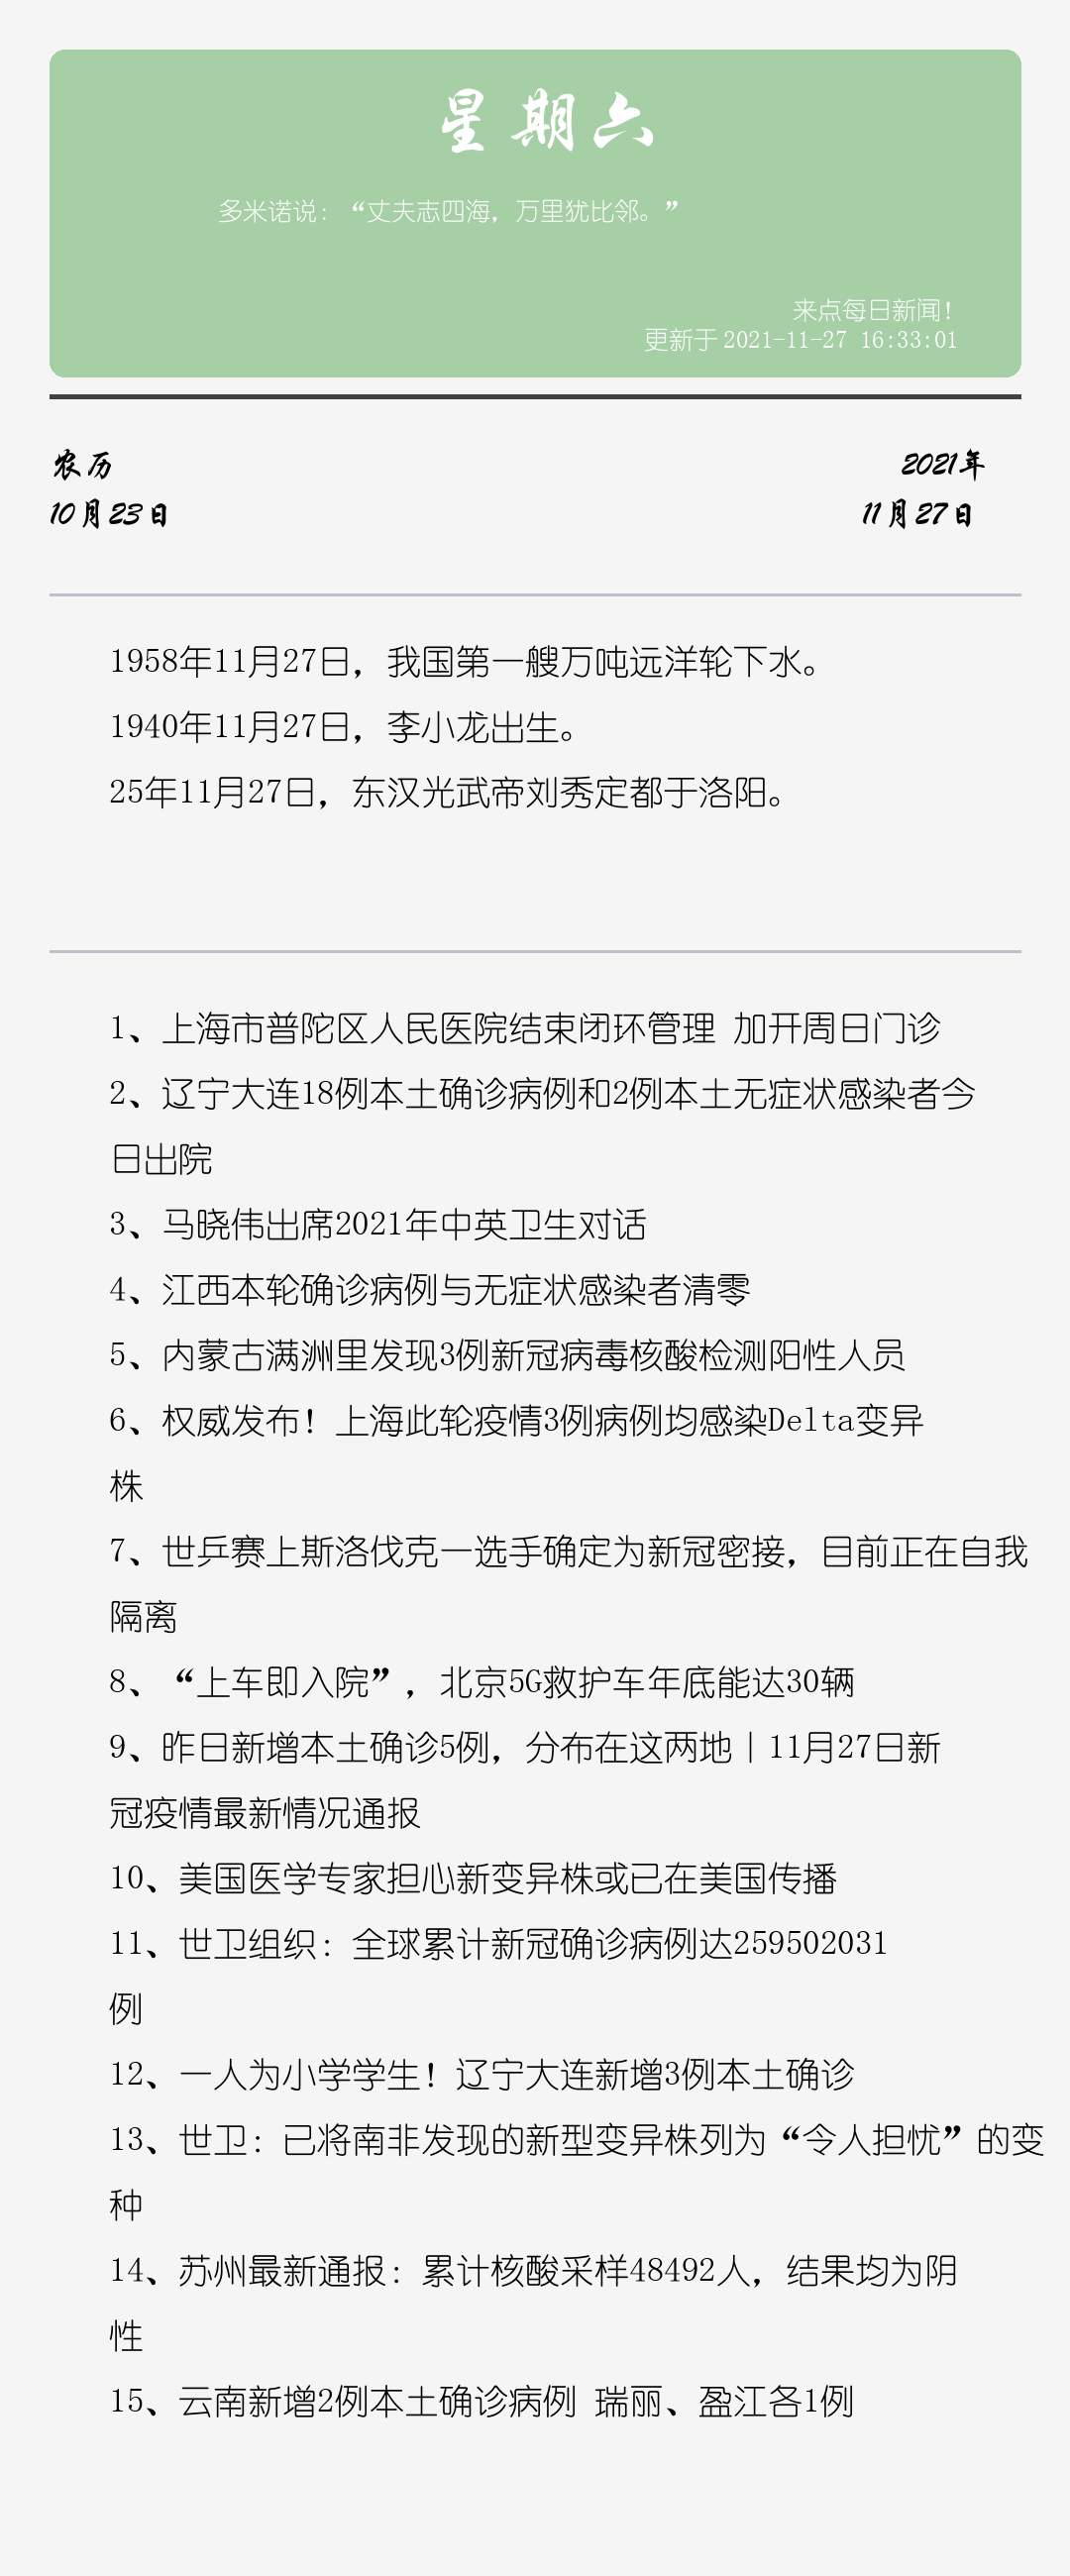 星期六
多米诺说：“丈夫志四海，万里犹比邻。”
来点每日新闻！
更新于 2021-11-27 16:33:01
农历
10月23日
2021年
11月27日
1958年11月27日，我国第一艘万吨远洋轮下水。
1940年11月27日，李小龙出生。
25年11月27日，东汉光武帝刘秀定都于洛阳。
1、上海市普陀区人民医院结束闭环管理 加开周日门诊
2、辽宁大连18例本土确诊病例和2例本土无症状感染者今
日出院
3、马晓伟出席2021年中英卫生对话
4、江西本轮确诊病例与无症状感染者清零
5、内蒙古满洲里发现3例新冠病毒核酸检测阳性人员
6、权威发布！上海此轮疫情3例病例均感染Delta变异
株
7、世乒赛上斯洛伐克一选手确定为新冠密接，目前正在自我
隔离
8、“上车即入院”，北京5G救护车年底能达30辆
9、昨日新增本土确诊5例，分布在这两地｜11月27日新
冠疫情最新情况通报
10、美国医学专家担心新变异株或已在美国传播
11、世卫组织：全球累计新冠确诊病例达259502031
例
12、一人为小学学生！辽宁大连新增3例本土确诊
13、世卫：已将南非发现的新型变异株列为“令人担忧”的变
种
14、苏州最新通报：累计核酸采样48492人，结果均为阴
性
15、云南新增2例本土确诊病例 瑞丽、盈江各1例